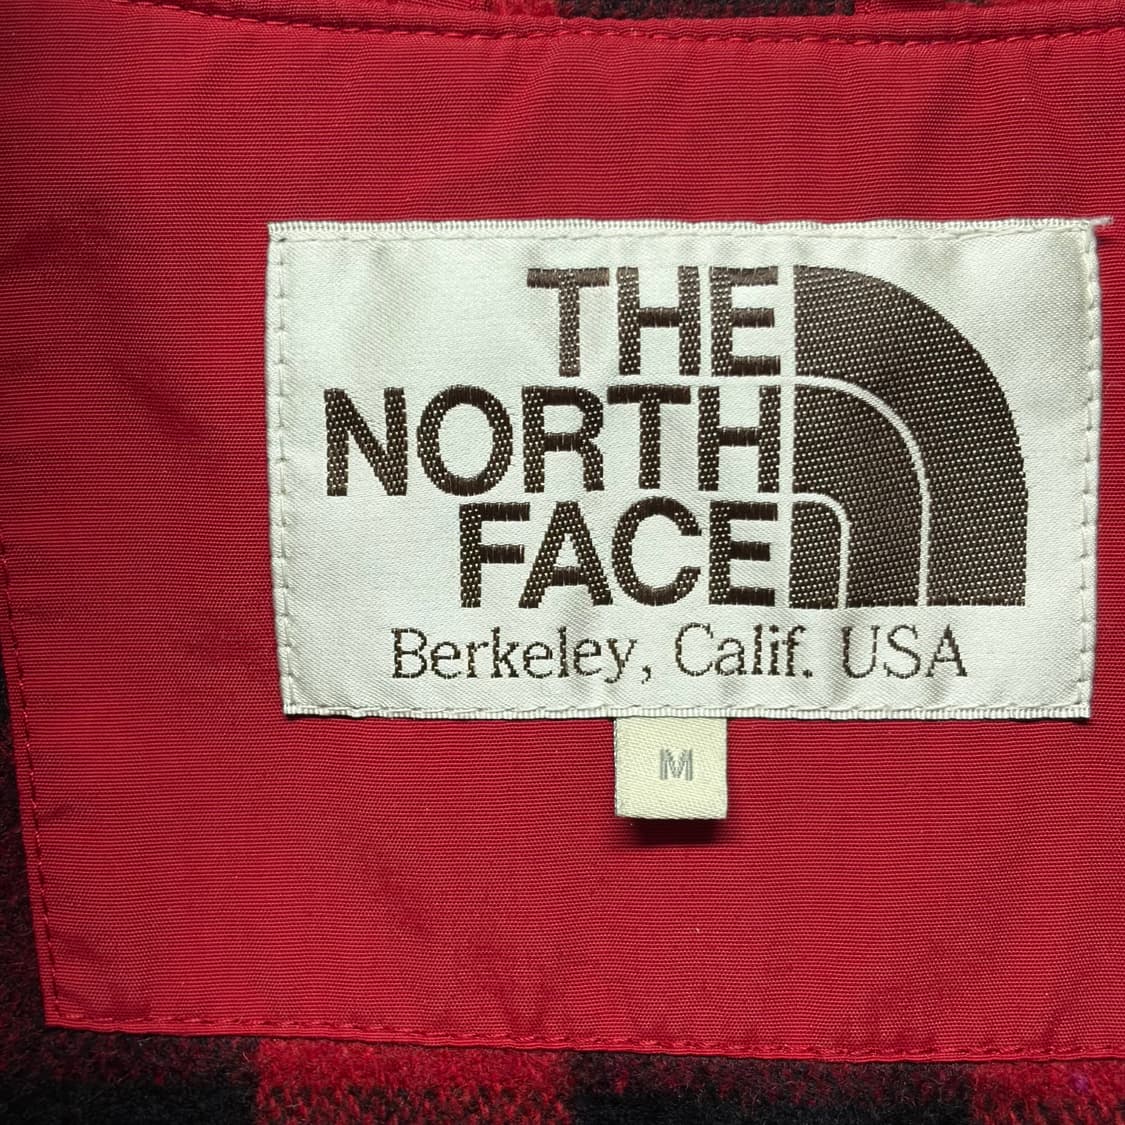 THE
NORTH
FACE
Berkeley, Calif. USA
M